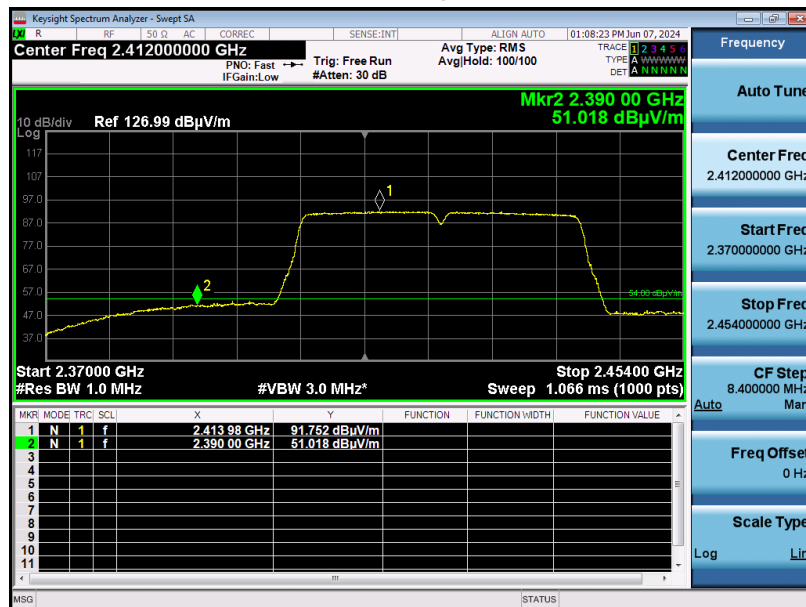 Keysight Spectrum Analyzer - Swept SA
LXI R RF 50 Ω AC CORREC SENSE:INT ALIGN AUTO 01:08:23 PM Jun 07, 2024
Center Freq 2.412000000 GHz
PNO: Fast
IFGain:Low
Trig: Free Run
#Atten: 30 dB
Avg Type: RMS
Avg|Hold: 100/100
TRACE 1 2 3 4 5 6
TYPE A WWWWW
DET A N N N N N
Mkr2 2.390 00 GHz
51.018 dBµV/m
10 dB/div Ref 126.99 dBµV/m
Log
117
107
97.0
87.0
77.0
67.0
57.0
47.0
37.0
1
2
54.00 dBµV/m
Start 2.37000 GHz Stop 2.45400 GHz
#Res BW 1.0 MHz #VBW 3.0 MHz* Sweep 1.066 ms (1000 pts)
MKR MODE TRC SCL X Y FUNCTION FUNCTION WIDTH FUNCTION VALUE
1 N 1 f 2.413 98 GHz 91.752 dBµV/m
2 N 1 f 2.390 00 GHz 51.018 dBµV/m
3
4
5
6
7
8
9
10
11
MSG STATUS
Frequency
Auto Tune
Center Freq
2.412000000 GHz
Start Freq
2.370000000 GHz
Stop Freq
2.454000000 GHz
CF Step
8.400000 MHz
Auto Man
Freq Offset
0 Hz
Scale Type
Log Lin